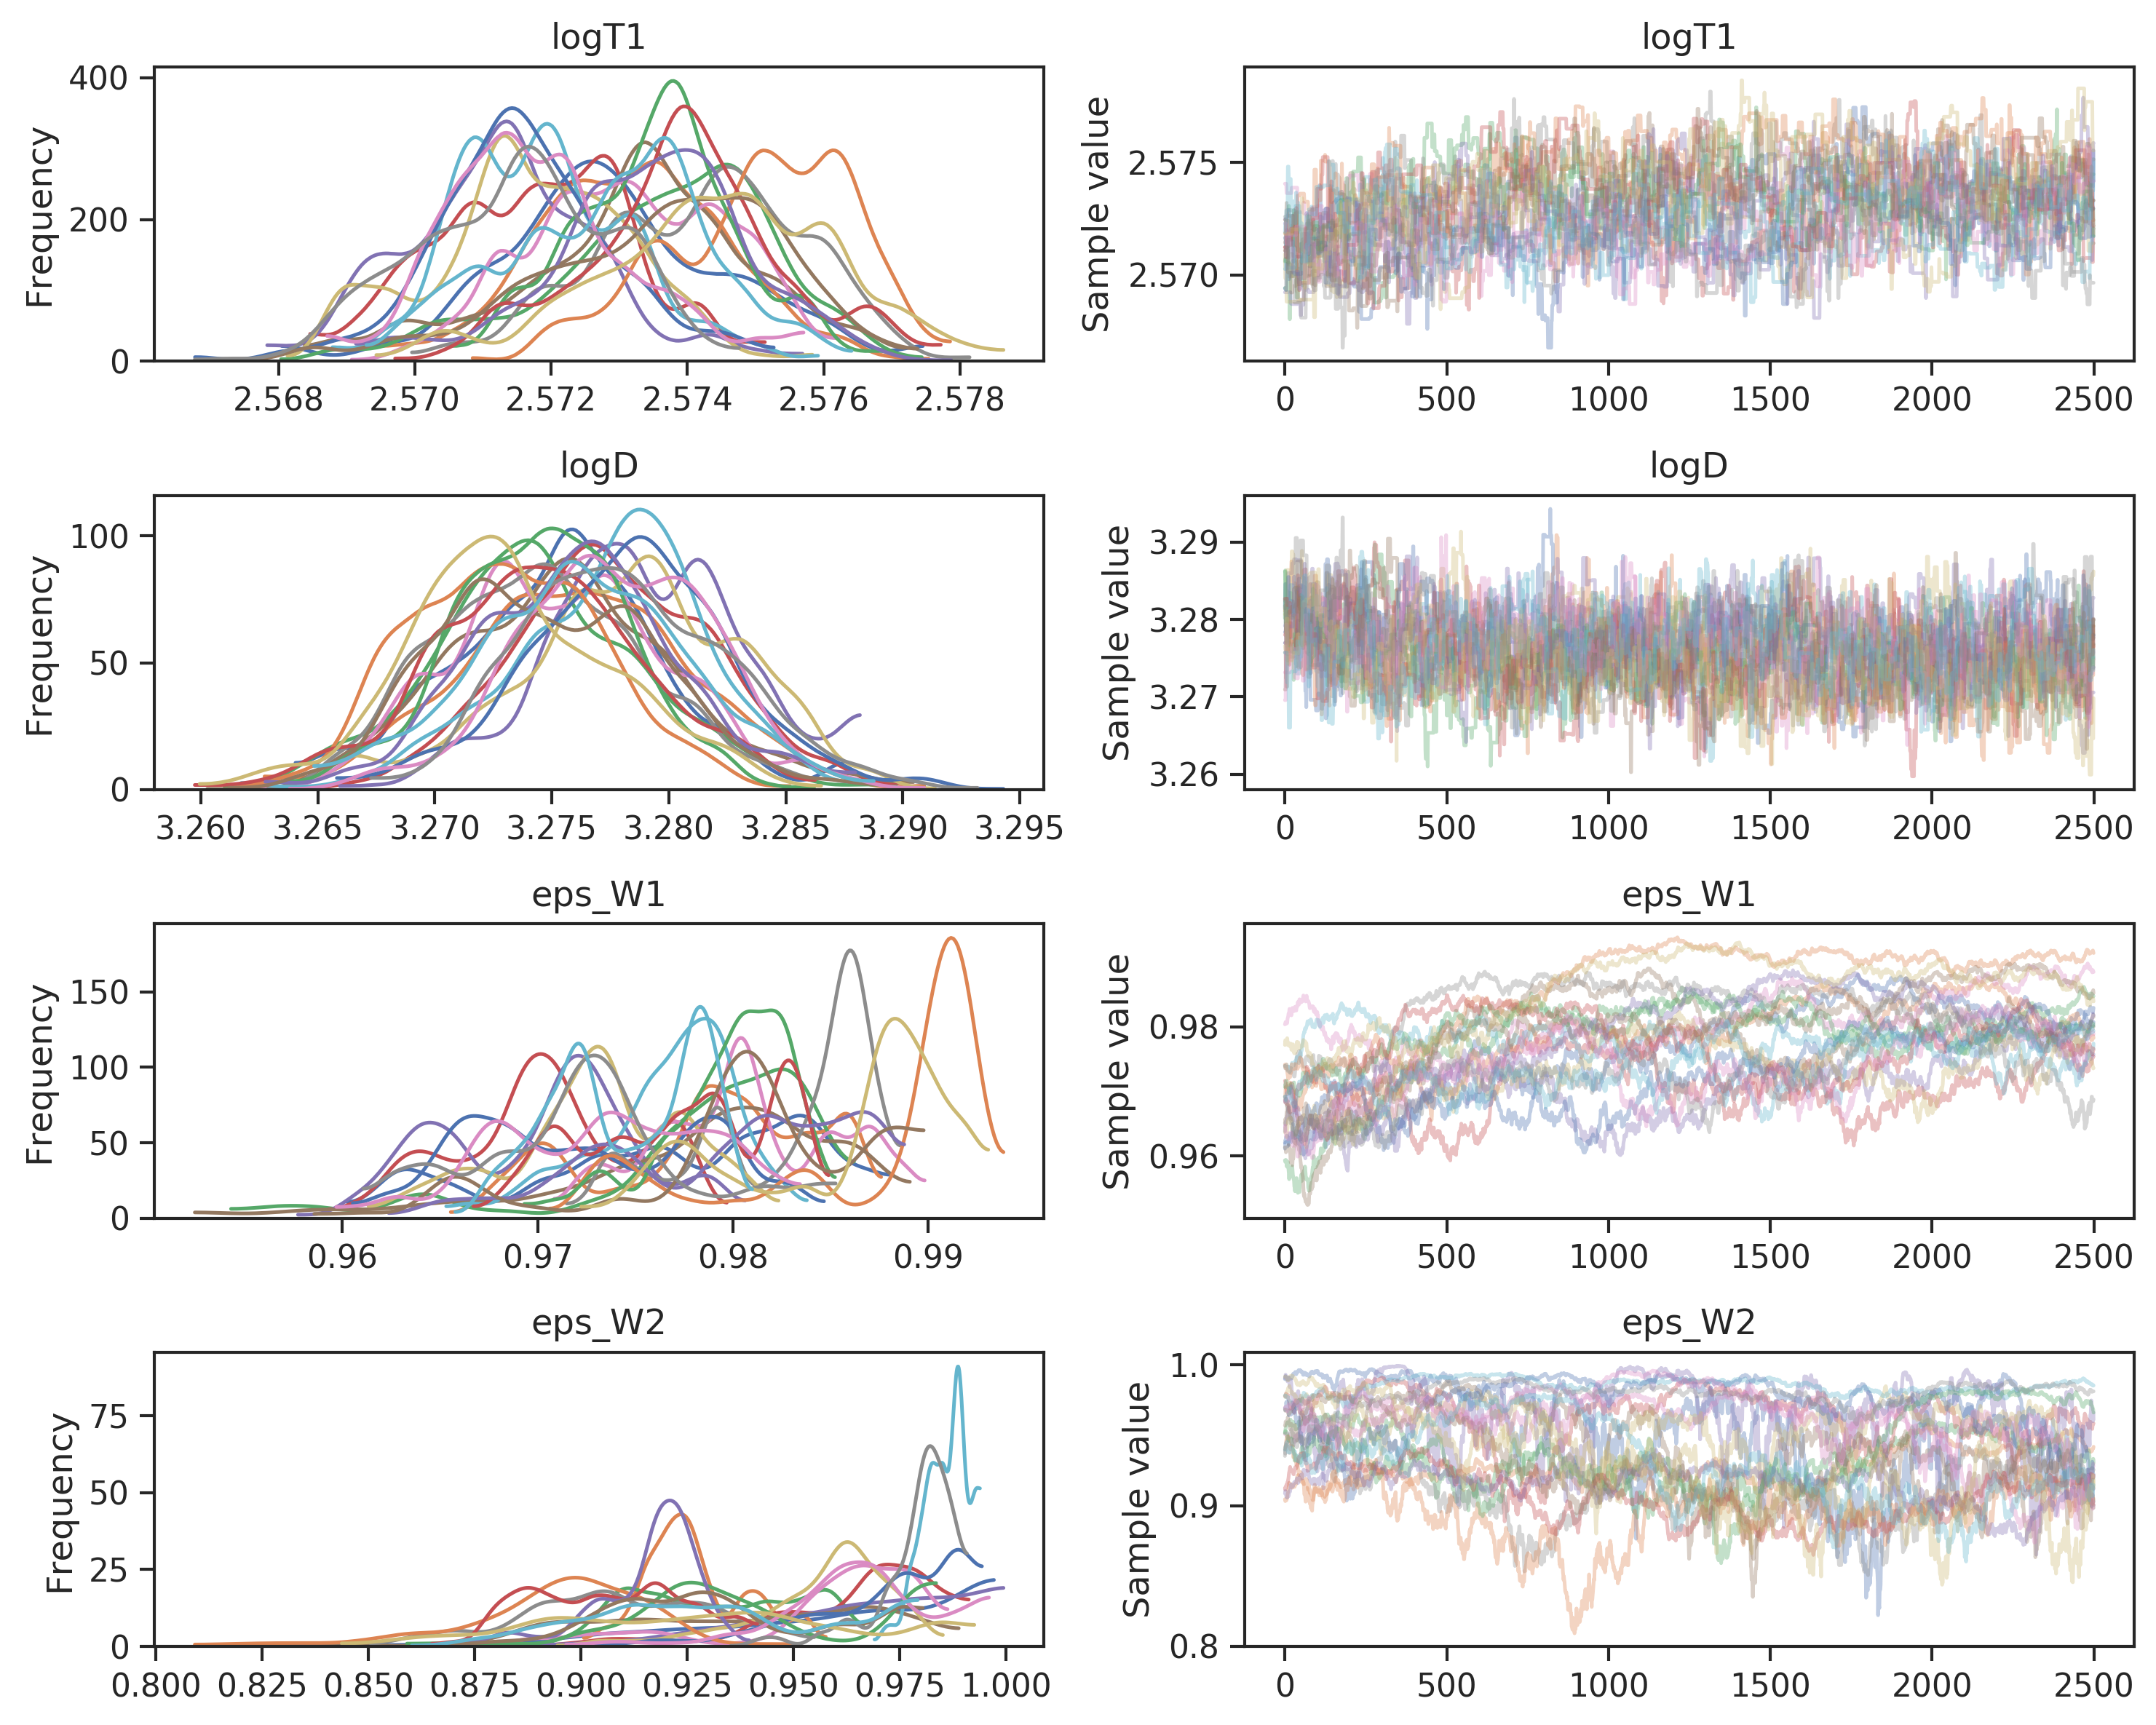 logT1
Frequency
400
200
0
2.568 2.570 2.572 2.574 2.576 2.578
logT1
Sample value
2.575
2.570
0 500 1000 1500 2000 2500
logD
Frequency
100
50
0
3.260 3.265 3.270 3.275 3.280 3.285 3.290 3.295
logD
Sample value
3.29
3.28
3.27
3.26
0 500 1000 1500 2000 2500
eps_W1
Frequency
150
100
50
0
0.96 0.97 0.98 0.99
eps_W1
Sample value
0.98
0.96
0 500 1000 1500 2000 2500
eps_W2
Frequency
75
50
25
0
0.800 0.825 0.850 0.875 0.900 0.925 0.950 0.975 1.000
eps_W2
Sample value
1.0
0.9
0.8
0 500 1000 1500 2000 2500